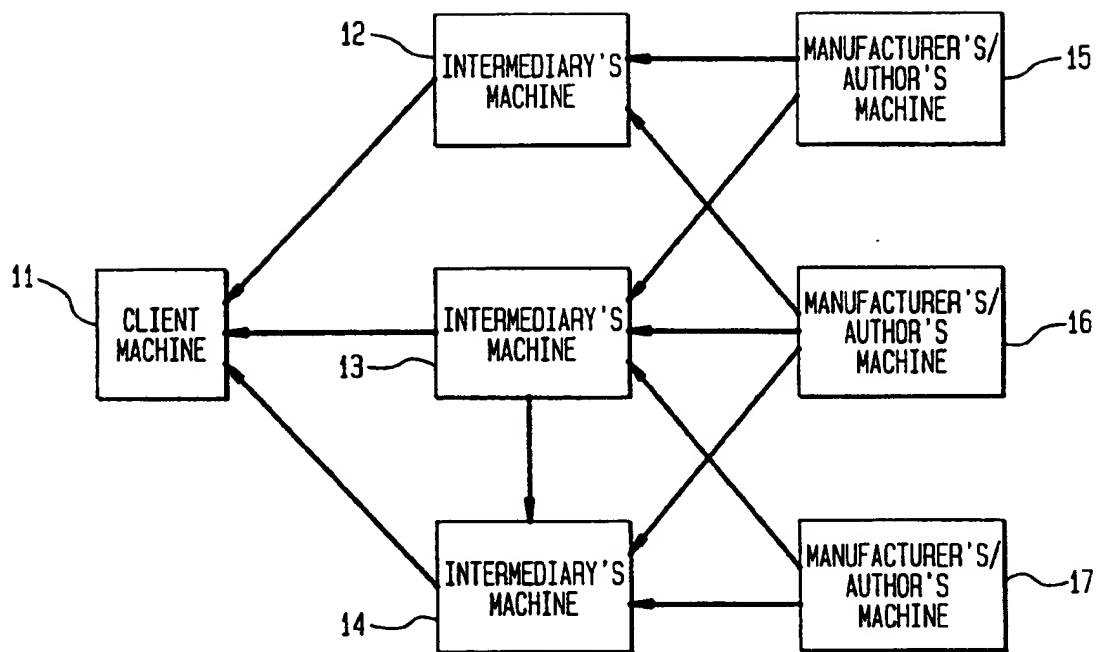 12
INTERMEDIARY'S
MACHINE
MANUFACTURER'S/
AUTHOR'S
MACHINE
15
11
CLIENT
MACHINE
INTERMEDIARY'S
MACHINE
13
MANUFACTURER'S/
AUTHOR'S
MACHINE
16
INTERMEDIARY'S
MACHINE
14
MANUFACTURER'S/
AUTHOR'S
MACHINE
17